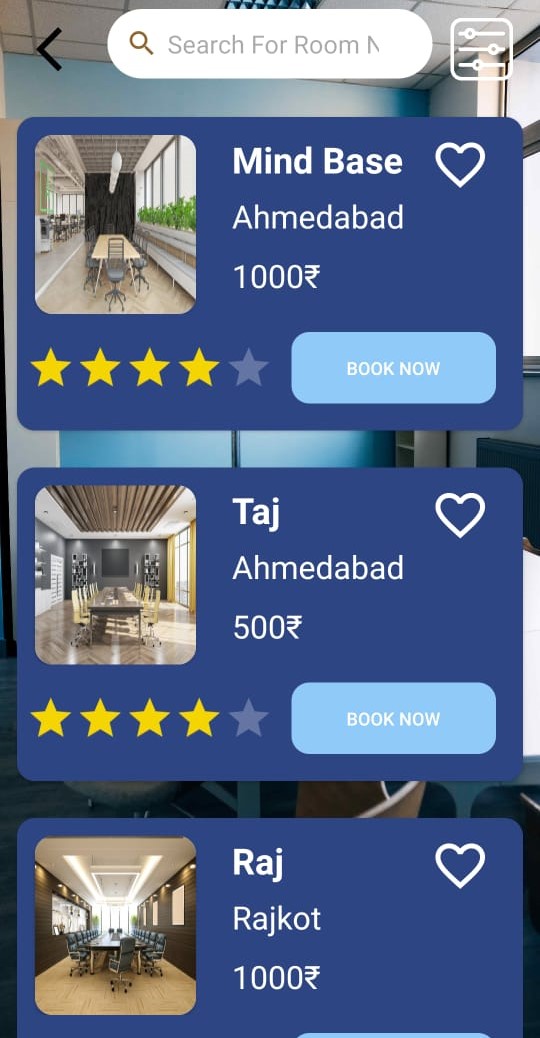 Search For Room N
Mind Base
Ahmedabad
1000₹
BOOK NOW
Taj
Ahmedabad
500₹
BOOK NOW
Raj
Rajkot
1000₹